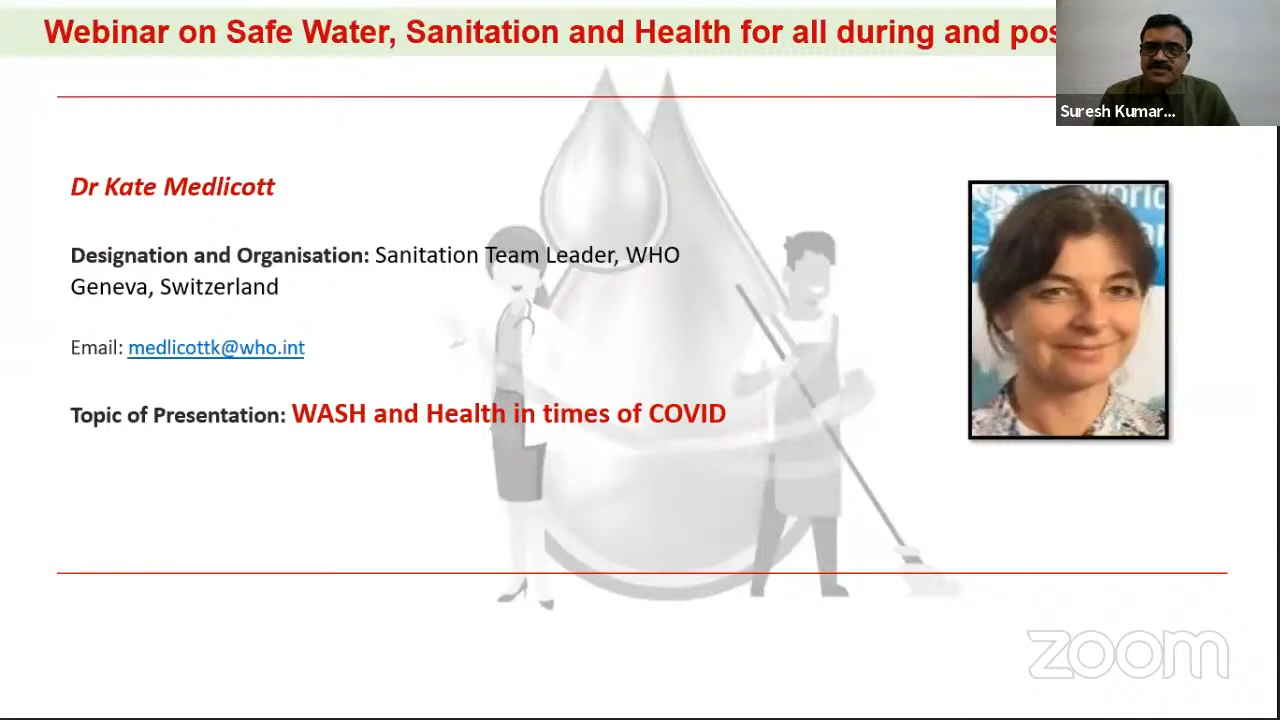 Webinar on Safe Water, Sanitation and Health for all during and pos
Suresh Kumar...
Dr Kate Medlicott
Designation and Organisation: Sanitation Team Leader, WHO
Geneva, Switzerland
Email: medlicottk@who.int
Topic of Presentation: WASH and Health in times of COVID
zoom